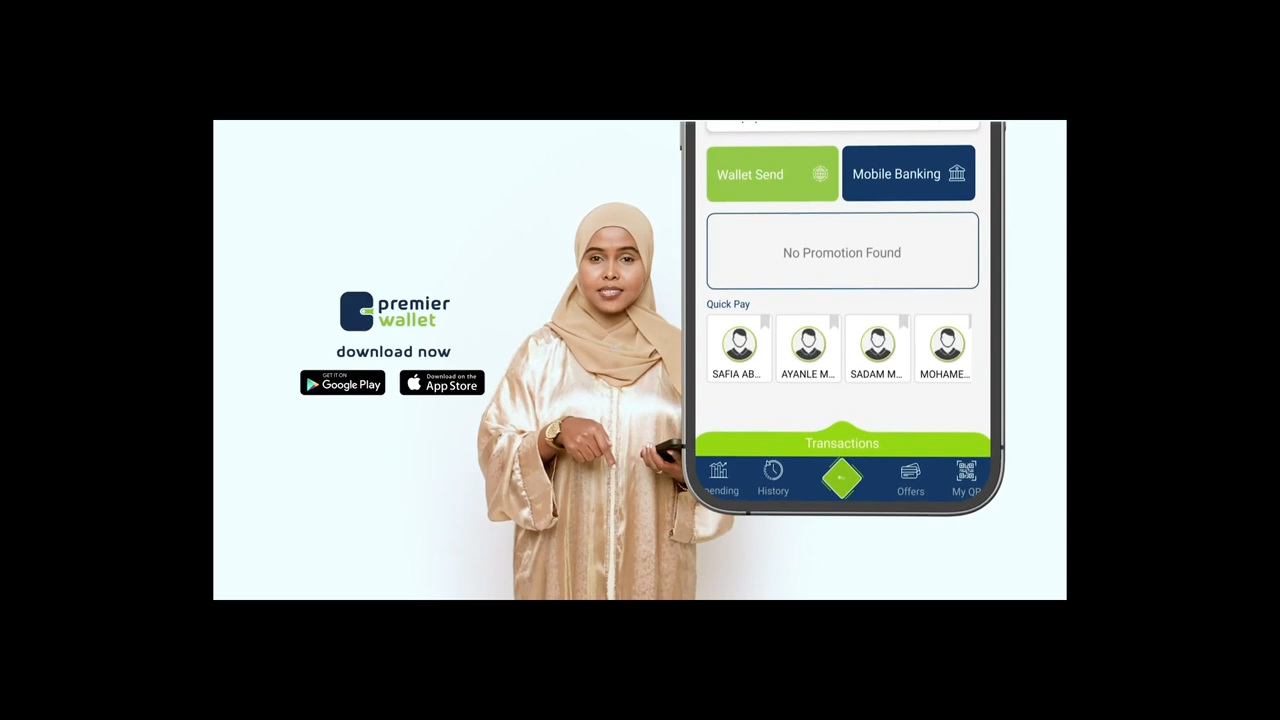 premier
wallet
download now
GET IT ON
Google Play
Download on the
App Store
Wallet Send
Mobile Banking
No Promotion Found
Quick Pay
SAFIA AB...
AYANLE M...
SADAM M...
MOHAME...
Transactions
pending
History
Offers
My QR